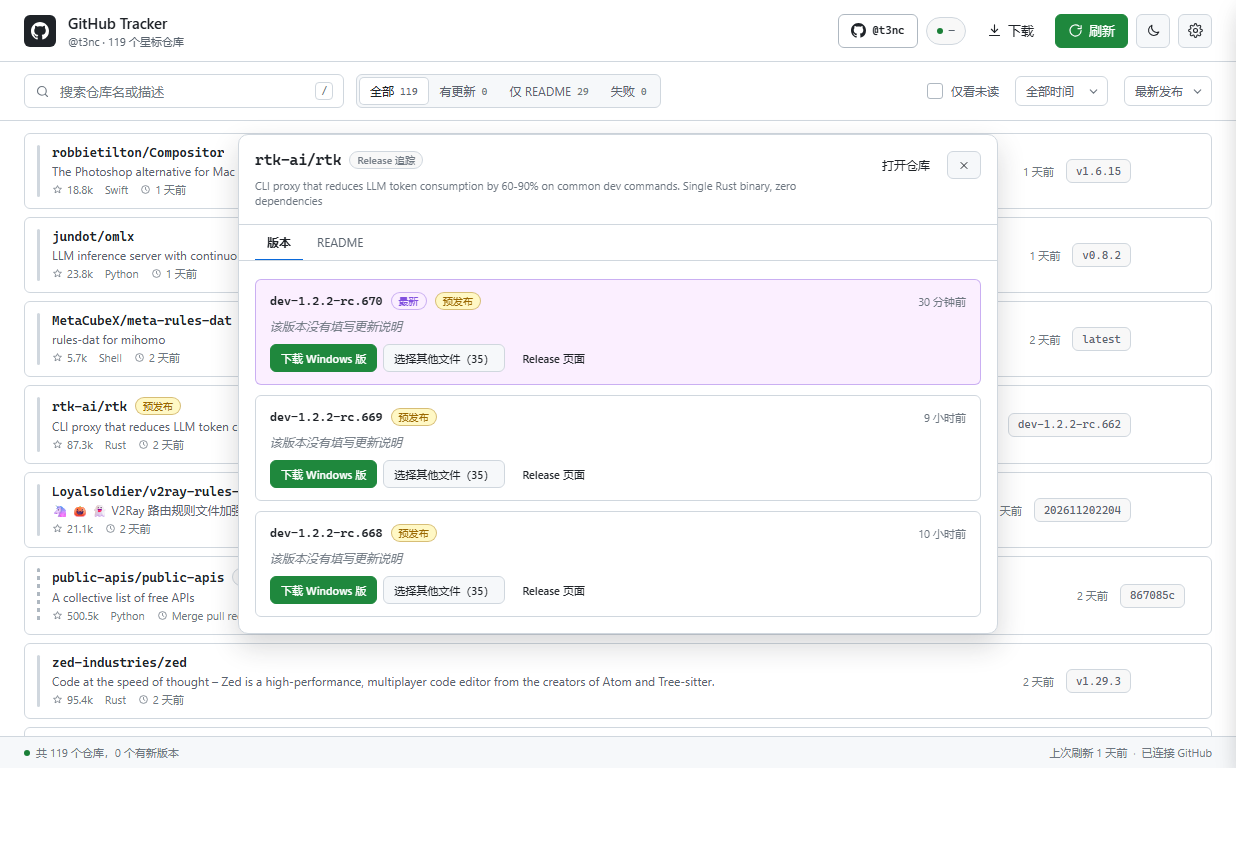 GitHub Tracker
@t3nc · 119 个星标仓库
@t3nc
–
下载
刷新
搜索仓库名或描述
/
全部 119
有更新 0
仅 README 29
失败 0
仅看未读
全部时间
最新发布
robbietilton/Compositor
The Photoshop alternative for Mac
18.8k Swift 1 天前
1 天前 v1.6.15
jundot/omlx
LLM inference server with continuo
23.8k Python 1 天前
1 天前 v0.8.2
MetaCubeX/meta-rules-dat
rules-dat for mihomo
5.7k Shell 2 天前
2 天前 latest
rtk-ai/rtk 预发布
CLI proxy that reduces LLM token c
87.3k Rust 2 天前
dev-1.2.2-rc.662
Loyalsoldier/v2ray-rules-
V2Ray 路由规则文件加强
21.1k 2 天前
天前 202611202204
public-apis/public-apis
A collective list of free APIs
500.5k Python Merge pull re
2 天前 867085c
zed-industries/zed
Code at the speed of thought – Zed is a high-performance, multiplayer code editor from the creators of Atom and Tree-sitter.
95.4k Rust 2 天前
2 天前 v1.29.3
rtk-ai/rtk Release 追踪
打开仓库 ×
CLI proxy that reduces LLM token consumption by 60-90% on common dev commands. Single Rust binary, zero
dependencies
版本 README
dev-1.2.2-rc.670 最新 预发布 30 分钟前
该版本没有填写更新说明
下载 Windows 版 选择其他文件（35） Release 页面
dev-1.2.2-rc.669 预发布 9 小时前
该版本没有填写更新说明
下载 Windows 版 选择其他文件（35） Release 页面
dev-1.2.2-rc.668 预发布 10 小时前
该版本没有填写更新说明
下载 Windows 版 选择其他文件（35） Release 页面
共 119 个仓库，0 个有新版本
上次刷新 1 天前 · 已连接 GitHub